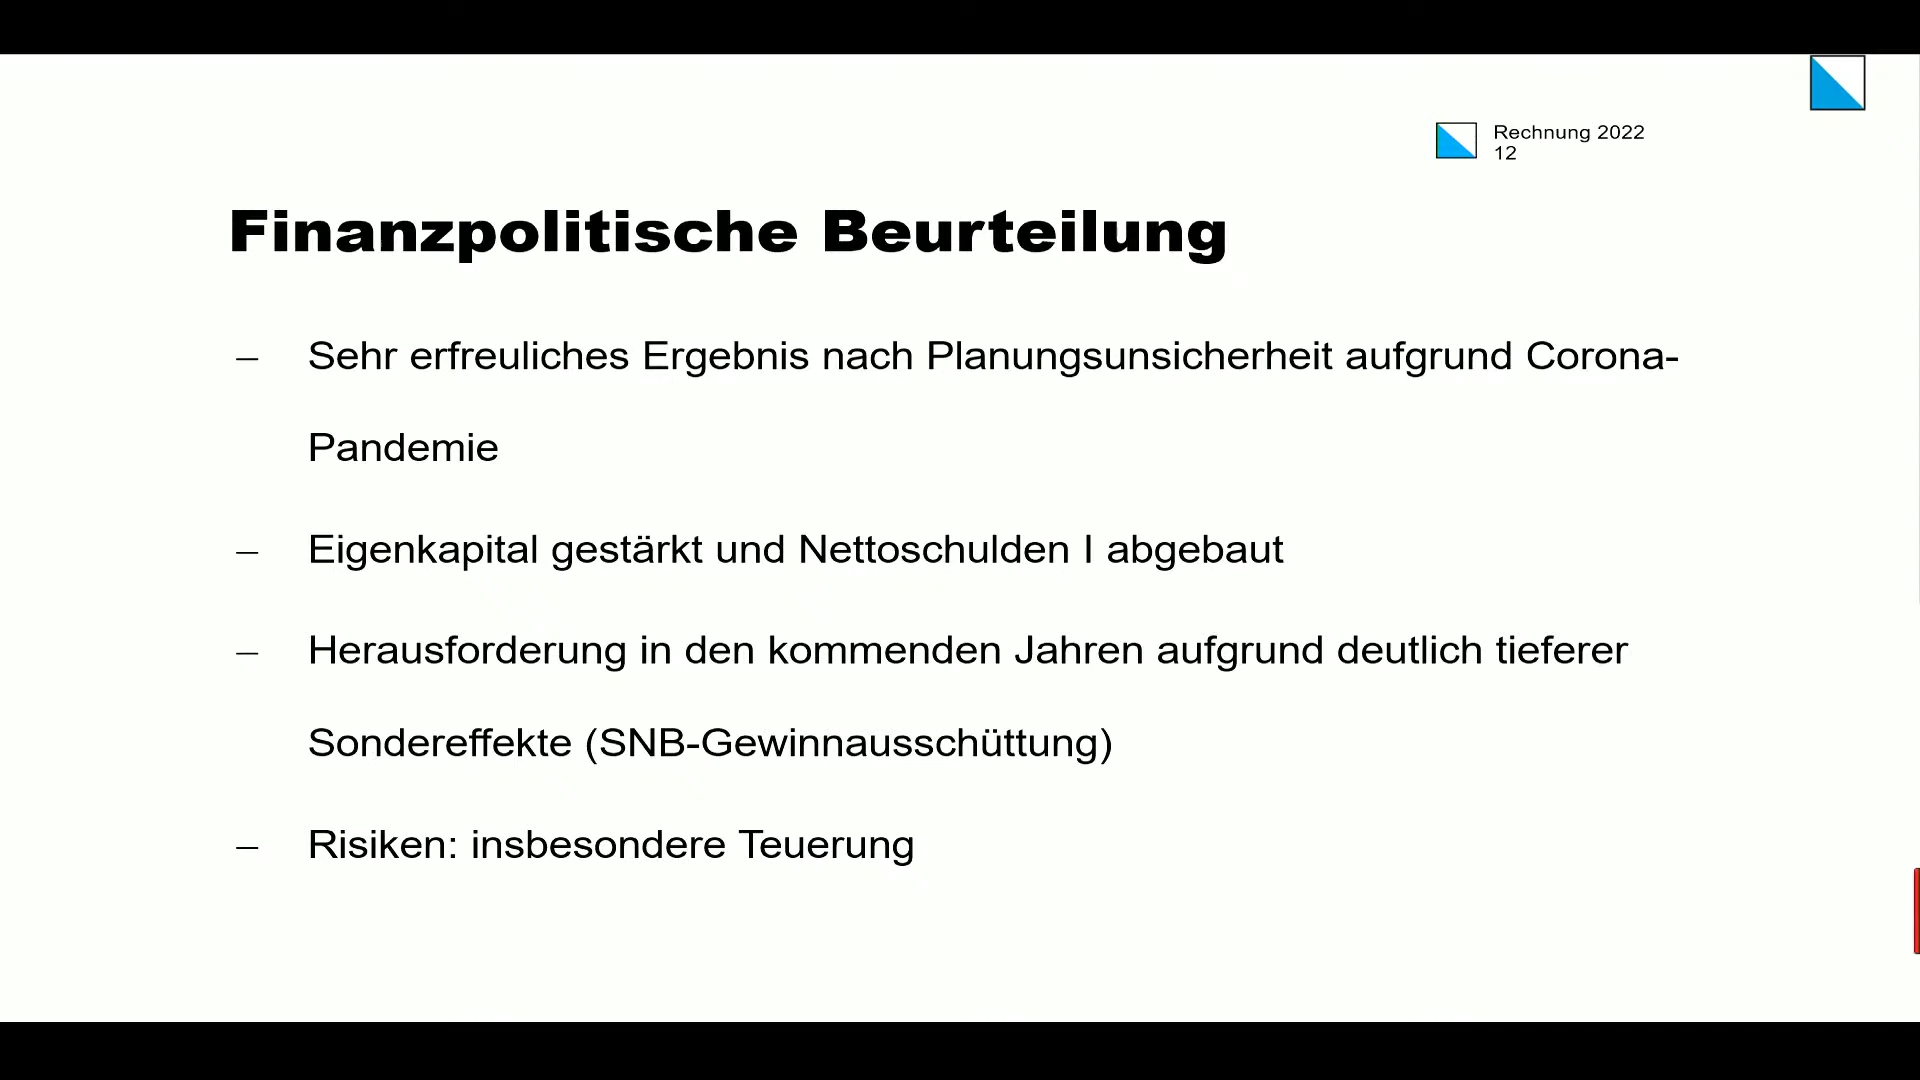 Rechnung 2022
12
Finanzpolitische Beurteilung
– Sehr erfreuliches Ergebnis nach Planungsunsicherheit aufgrund Corona-
Pandemie
– Eigenkapital gestärkt und Nettoschulden I abgebaut
– Herausforderung in den kommenden Jahren aufgrund deutlich tieferer
Sondereffekte (SNB-Gewinnausschüttung)
– Risiken: insbesondere Teuerung